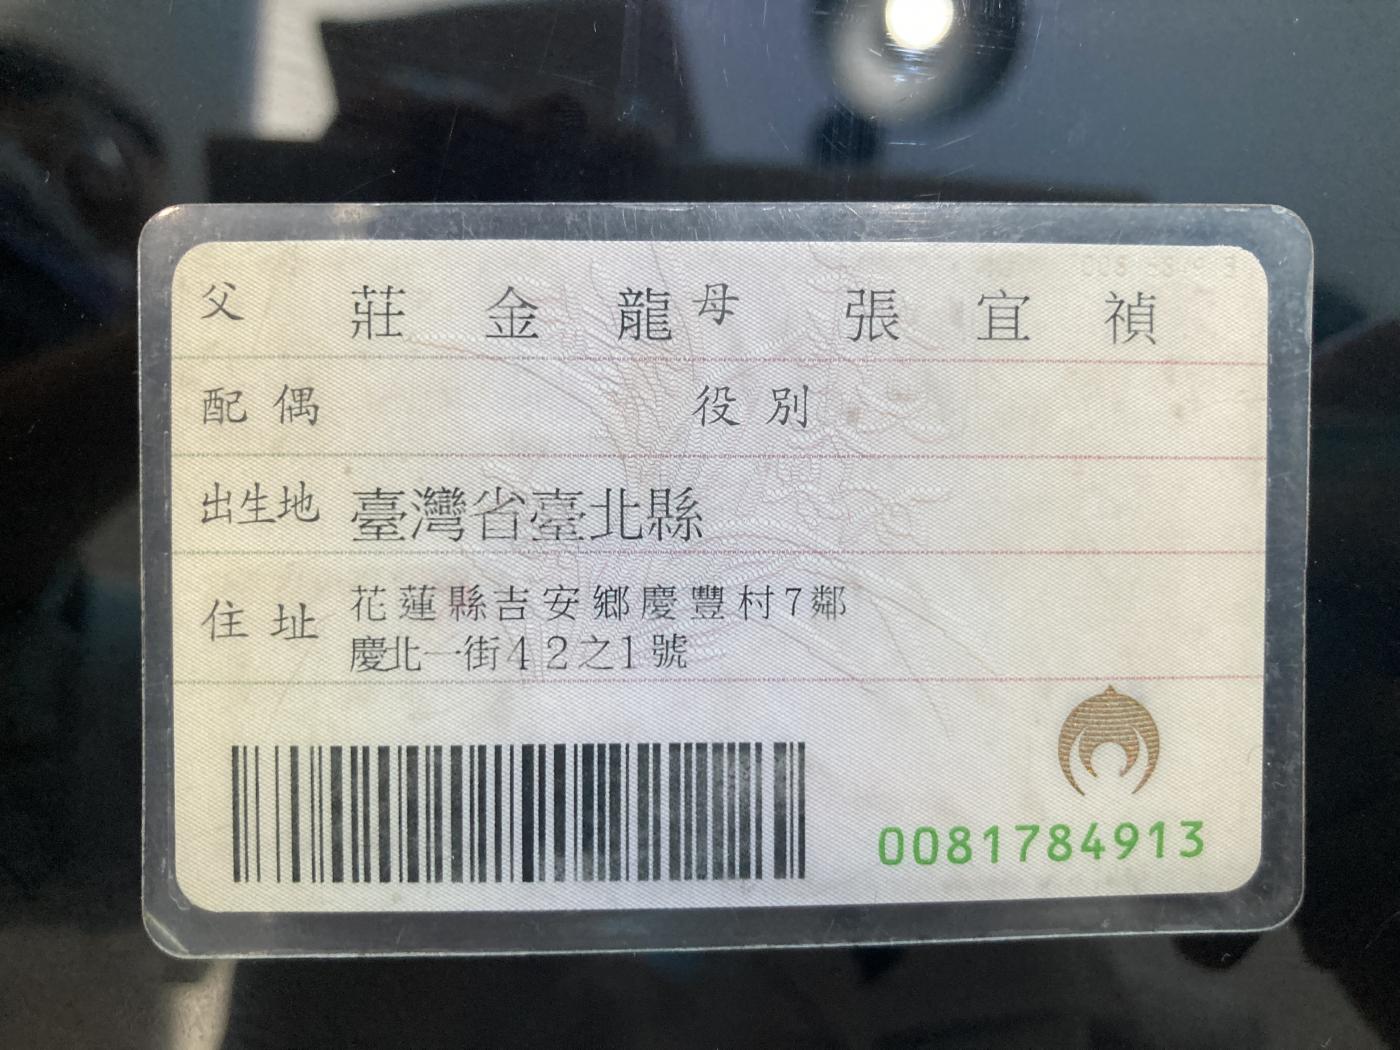 父 莊金龍 母 張宜禎
配偶 役別
出生地 臺灣省臺北縣
住址 花蓮縣吉安鄉慶豐村7鄰
慶北一街42之1號
0081784913